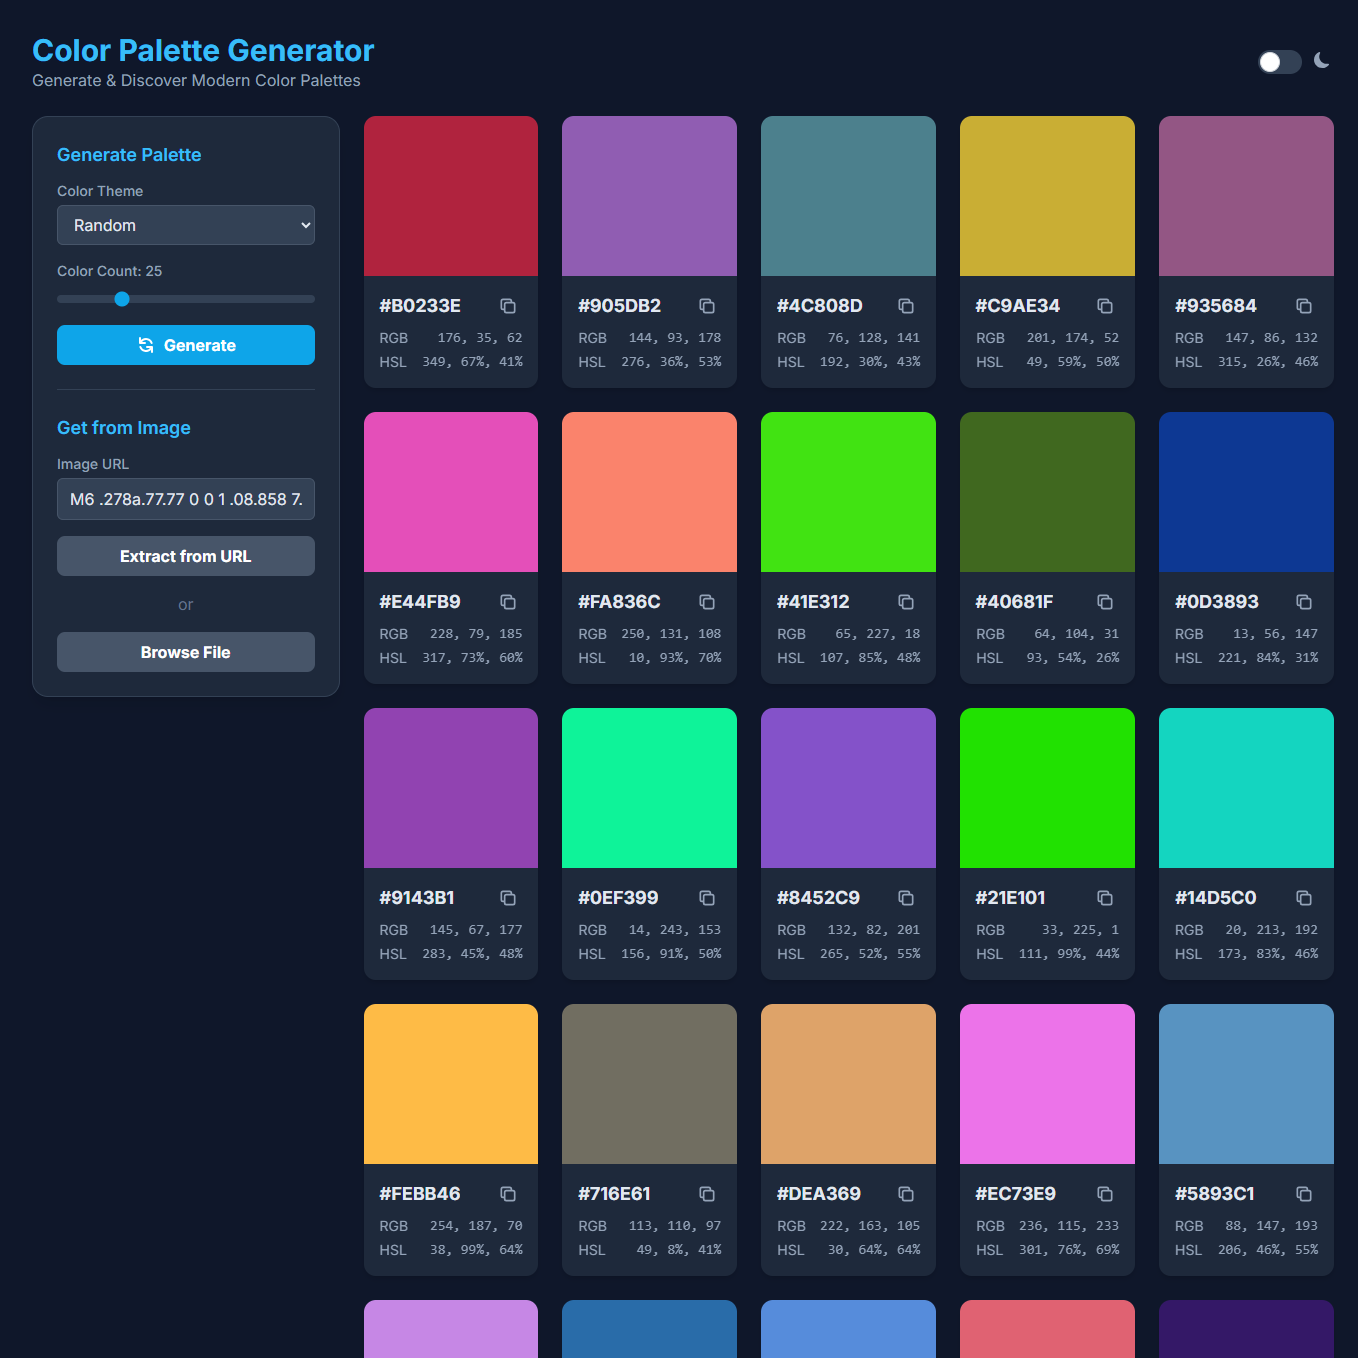 Color Palette Generator
Generate & Discover Modern Color Palettes
Generate Palette
Color Theme
Random
Color Count: 25
Generate
Get from Image
Image URL
M6 .278a.77.77 0 0 1 .08.858 7.
Extract from URL
or
Browse File
#B0233E
RGB 176, 35, 62
HSL 349, 67%, 41%
#905DB2
RGB 144, 93, 178
HSL 276, 36%, 53%
#4C808D
RGB 76, 128, 141
HSL 192, 30%, 43%
#C9AE34
RGB 201, 174, 52
HSL 49, 59%, 50%
#935684
RGB 147, 86, 132
HSL 315, 26%, 46%
#E44FB9
RGB 228, 79, 185
HSL 317, 73%, 60%
#FA836C
RGB 250, 131, 108
HSL 10, 93%, 70%
#41E312
RGB 65, 227, 18
HSL 107, 85%, 48%
#40681F
RGB 64, 104, 31
HSL 93, 54%, 26%
#0D3893
RGB 13, 56, 147
HSL 221, 84%, 31%
#9143B1
RGB 145, 67, 177
HSL 283, 45%, 48%
#0EF399
RGB 14, 243, 153
HSL 156, 91%, 50%
#8452C9
RGB 132, 82, 201
HSL 265, 52%, 55%
#21E101
RGB 33, 225, 1
HSL 111, 99%, 44%
#14D5C0
RGB 20, 213, 192
HSL 173, 83%, 46%
#FEBB46
RGB 254, 187, 70
HSL 38, 99%, 64%
#716E61
RGB 113, 110, 97
HSL 49, 8%, 41%
#DEA369
RGB 222, 163, 105
HSL 30, 64%, 64%
#EC73E9
RGB 236, 115, 233
HSL 301, 76%, 69%
#5893C1
RGB 88, 147, 193
HSL 206, 46%, 55%